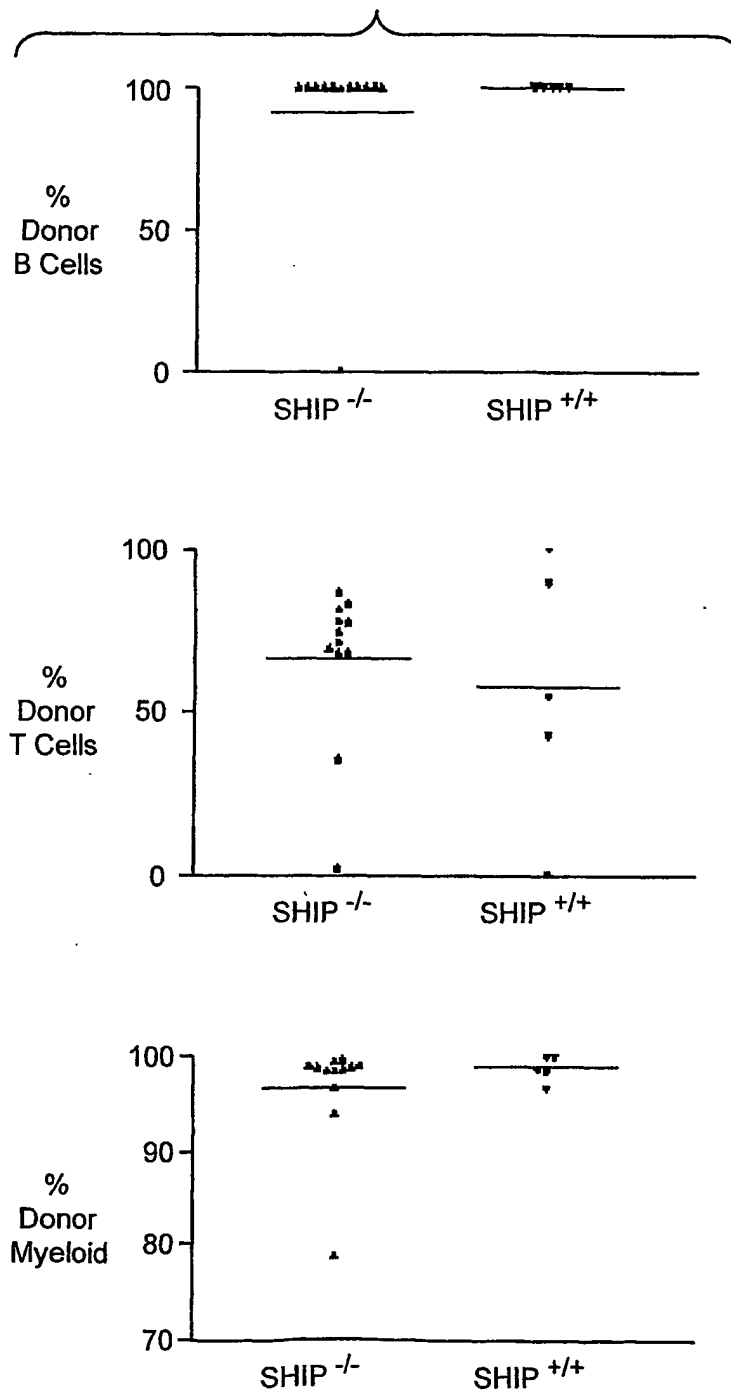 100
%
Donor
B Cells
50
0
SHIP -/- SHIP +/+
100
%
Donor
T Cells
50
0
SHIP -/- SHIP +/+
100
90
%
Donor
Myeloid
80
70
SHIP -/- SHIP +/+